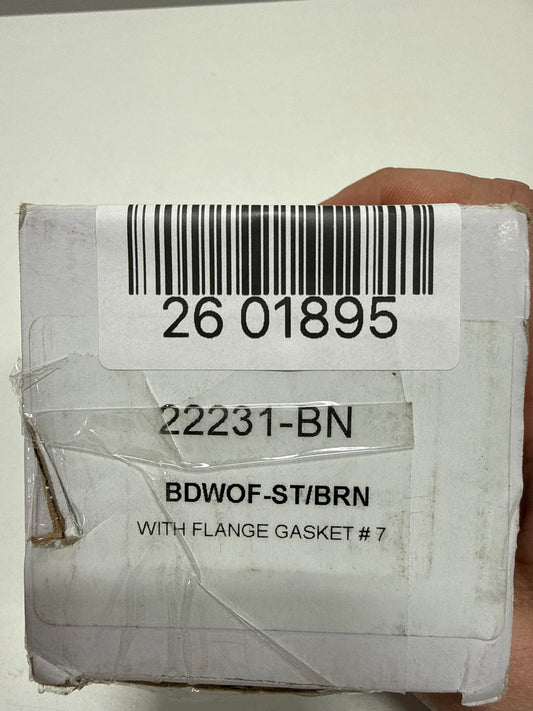 26 01895
22231-BN
BDWOF-ST/BRN
WITH FLANGE GASKET # 7